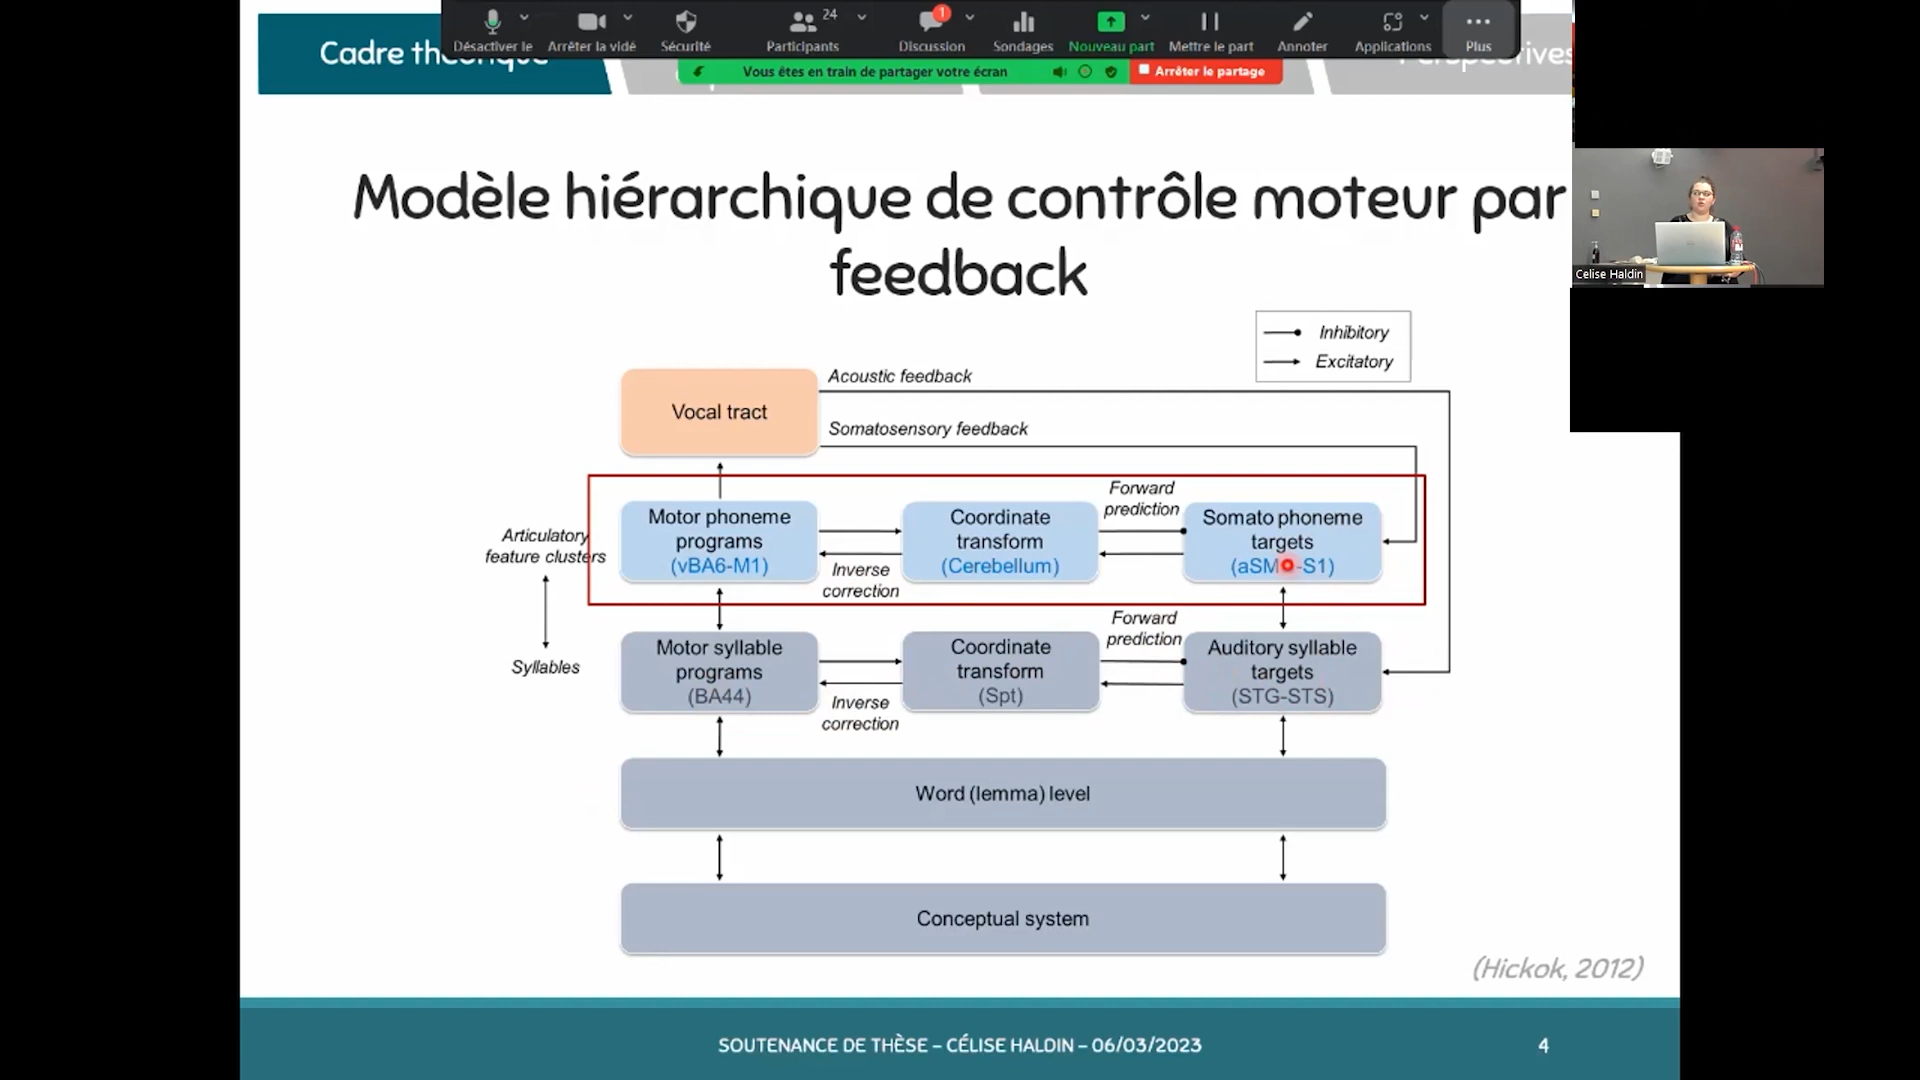 Désactiver le
Arrêter la vidé
Sécurité
24
Participants
1
Discussion
Sondages
Nouveau part
Mettre le part
Annoter
Applications
Plus
Vous êtes en train de partager votre écran
Arrêter le partage
Cadre théorique
Perspectives
Celise Haldin
Modèle hiérarchique de contrôle moteur par
feedback
Inhibitory
Excitatory
Acoustic feedback
Vocal tract
Somatosensory feedback
Articulatory
feature clusters
Syllables
Motor phoneme
programs
(vBA6-M1)
Inverse
correction
Coordinate
transform
(Cerebellum)
Forward
prediction
Somato phoneme
targets
-S1)
Motor syllable
programs
(BA44)
Inverse
correction
Coordinate
transform
(Spt)
Forward
prediction
Auditory syllable
targets
(STG-STS)
Word (lemma) level
Conceptual system
(Hickok, 2012)
SOUTENANCE DE THÈSE – CÉLISE HALDIN – 06/03/2023
4